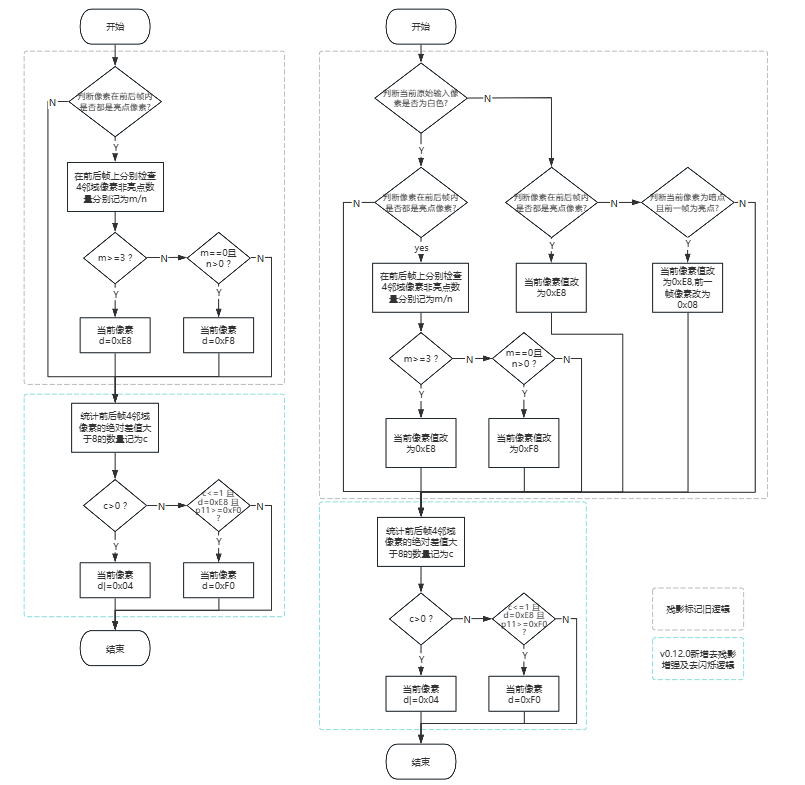 开始
判断像素在前后帧内
是否都是亮点像素?
N
Y
在前后帧上分别检查
4邻域像素非亮点数
量分别记为m/n
m>=3 ?
N
m==0且
n>0 ?
N
Y
Y
当前像素
d=0xE8
当前像素
d=0xF8
统计前后帧4邻域
像素的绝对差值大
于8的数量记为c
c>0 ?
N
c<=1 且
d=0xE8 且
p11>=0xF0
?
N
Y
Y
当前像素
d|=0x04
当前像素
d=0xF0
结束
开始
判断当前原始输入像
素是否为白色?
N
Y
判断像素在前后帧内
是否都是亮点像素?
N
判断像素在前后帧内
是否都是亮点像素?
N
判断当前像素为暗点
且前一帧为亮点?
N
yes
Y
Y
在前后帧上分别检查
4邻域像素非亮点数
量分别记为m/n
当前像素值改
为0xE8
当前像素值改
为0xE8,前一
帧像素改为
0x08
m>=3 ?
N
m==0且
n>0 ?
N
Y
Y
当前像素值改
为0xE8
当前像素值改
为0xF8
统计前后帧4邻域
像素的绝对差值大
于8的数量记为c
c>0 ?
N
c<=1 且
d=0xE8 且
p11>=0xF0
?
N
Y
Y
当前像素
d|=0x04
当前像素
d=0xF0
结束
残影标记旧逻辑
v0.12.0新增去残影
增强及去闪烁逻辑